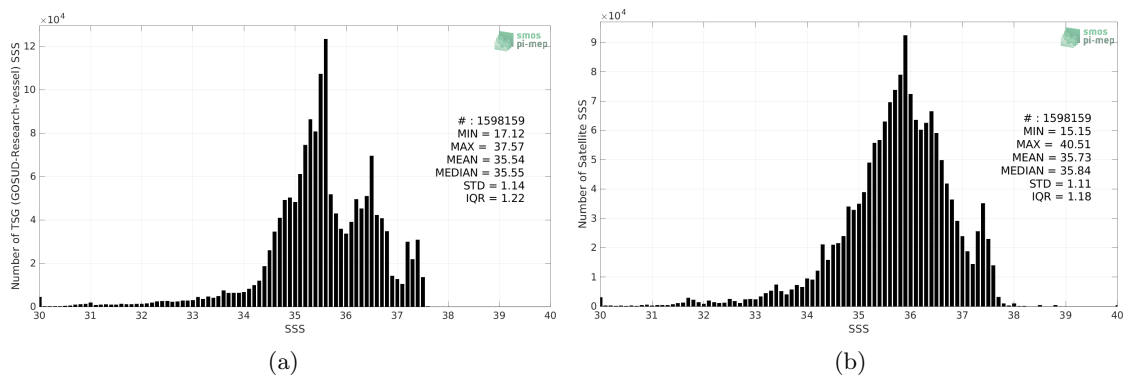 ×10⁴
smos
pi-mep
Number of TSG (GOSUD-Research-vessel) SSS
12
10
8
6
4
2
0
# : 1598159
MIN = 17.12
MAX = 37.57
MEAN = 35.54
MEDIAN = 35.55
STD = 1.14
IQR = 1.22
30 31 32 33 34 35 36 37 38 39 40
SSS
(a)
×10⁴
smos
pi-mep
Number of Satellite SSS
9
8
7
6
5
4
3
2
1
0
# : 1598159
MIN = 15.15
MAX = 40.51
MEAN = 35.73
MEDIAN = 35.84
STD = 1.11
IQR = 1.18
30 31 32 33 34 35 36 37 38 39 40
SSS
(b)